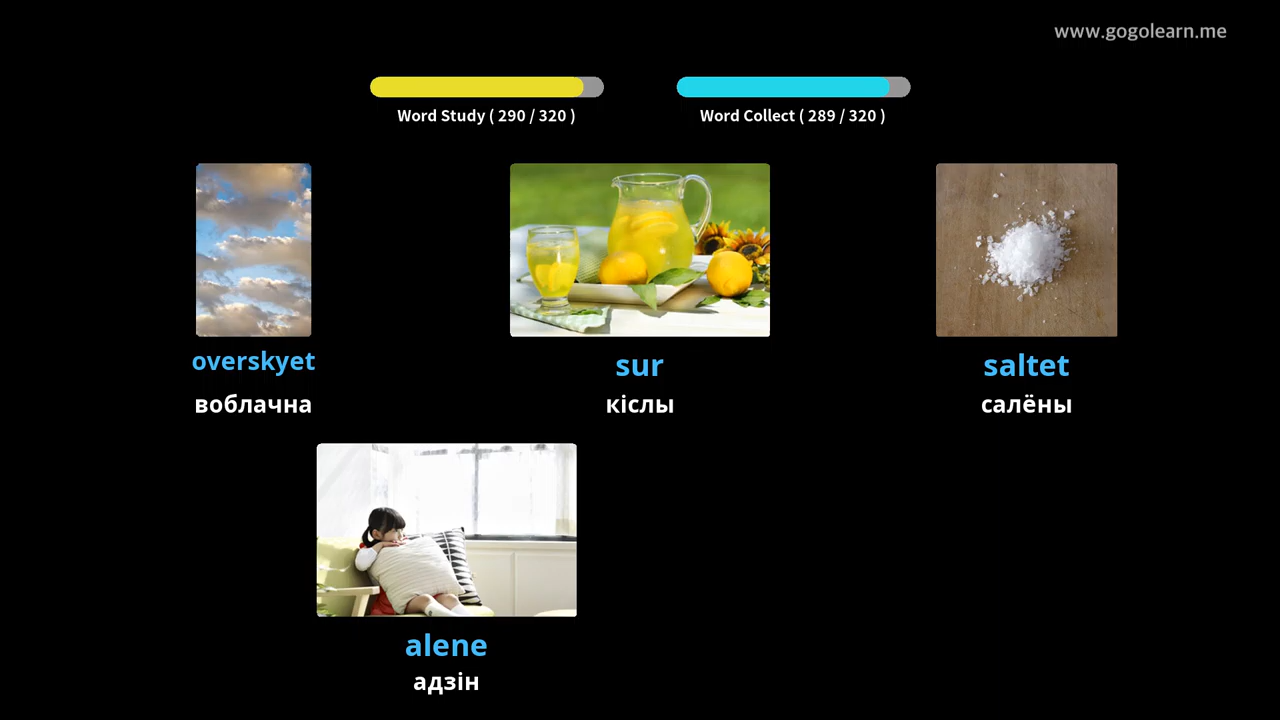 www.gogolearn.me
Word Study ( 290 / 320 )
Word Collect ( 289 / 320 )
overskyet
воблачна
sur
кіслы
saltet
салёны
alene
адзін